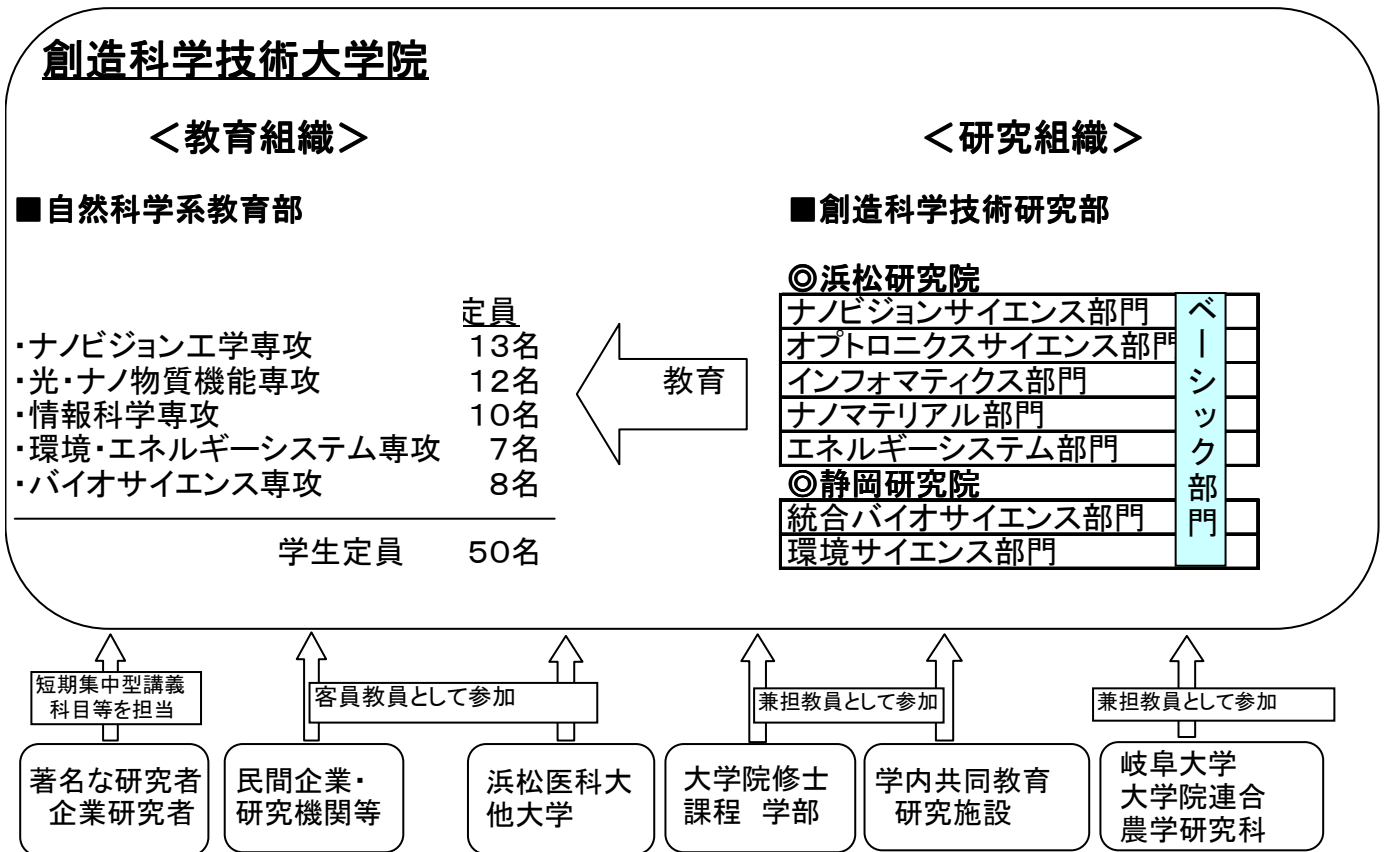 創造科学技術大学院
＜教育組織＞
■自然科学系教育部
定員
・ナノビジョン工学専攻 13名
・光・ナノ物質機能専攻 12名
・情報科学専攻 10名
・環境・エネルギーシステム専攻 7名
・バイオサイエンス専攻 8名
学生定員 50名
教育
＜研究組織＞
■創造科学技術研究部
◎浜松研究院
ナノビジョンサイエンス部門
オプトロニクスサイエンス部門
インフォマティクス部門
ナノマテリアル部門
エネルギーシステム部門
◎静岡研究院
統合バイオサイエンス部門
環境サイエンス部門
ベーシック部門
短期集中型講義
科目等を担当
客員教員として参加
兼担教員として参加
兼担教員として参加
著名な研究者
企業研究者
民間企業・
研究機関等
浜松医科大
他大学
大学院修士
課程 学部
学内共同教育
研究施設
岐阜大学
大学院連合
農学研究科